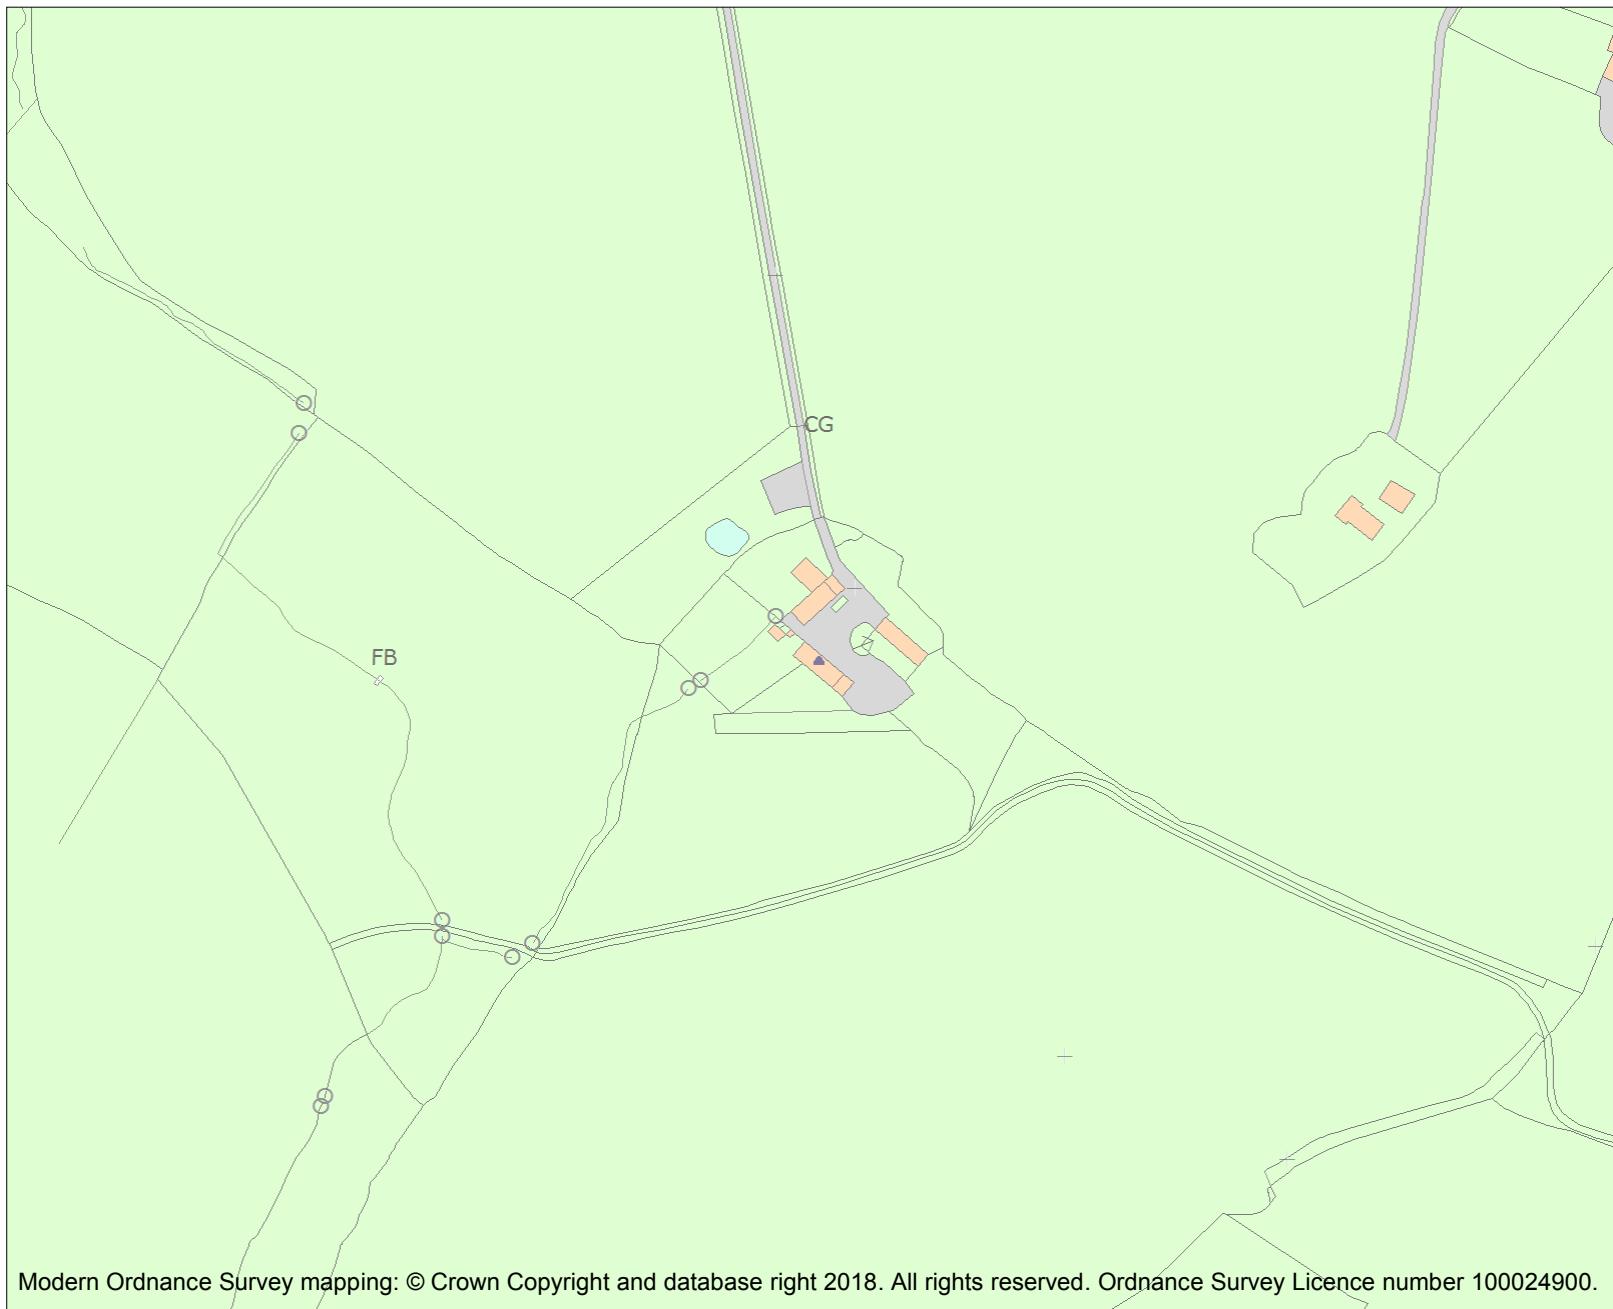 CG
FB
Modern Ordnance Survey mapping: © Crown Copyright and database right 2018. All rights reserved. Ordnance Survey Licence number 100024900.